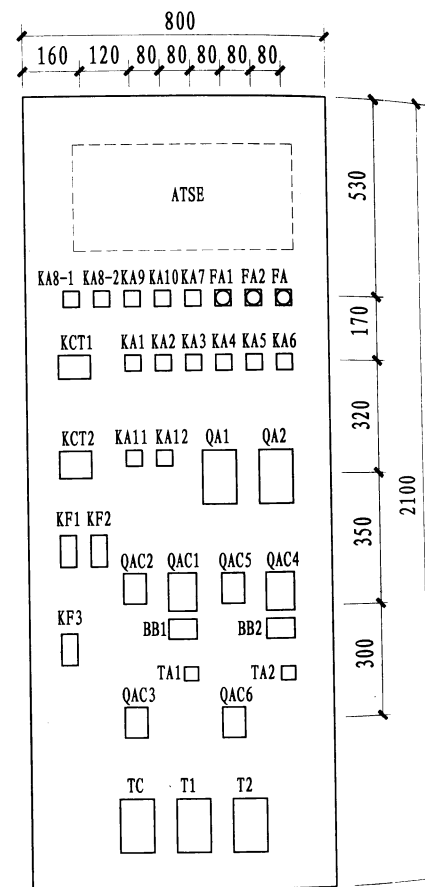 800
160 120 80 80 80 80 80
530
ATSE
KA8-1 KA8-2 KA9 KA10 KA7 FA1 FA2 FA
170
KCT1 KA1 KA2 KA3 KA4 KA5 KA6
320
KCT2 KA11 KA12 QA1 QA2
2100
KF1 KF2
350
QAC2 QAC1 QAC5 QAC4
KF3 BB1 BB2
300
TA1 TA2
QAC3 QAC6
TC T1 T2